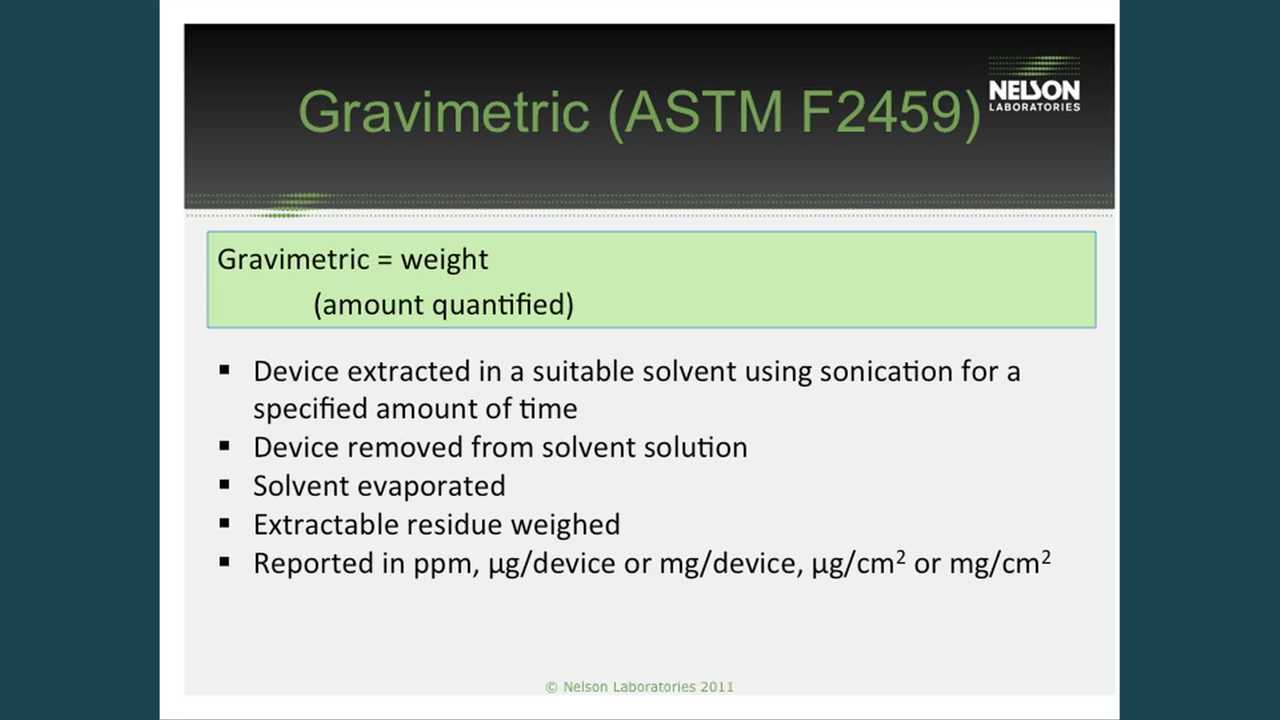 Gravimetric (ASTM F2459)
NELSON
LABORATORIES
Gravimetric = weight
(amount quantified)
▪ Device extracted in a suitable solvent using sonication for a
specified amount of time
▪ Device removed from solvent solution
▪ Solvent evaporated
▪ Extractable residue weighed
▪ Reported in ppm, µg/device or mg/device, µg/cm² or mg/cm²
© Nelson Laboratories 2011